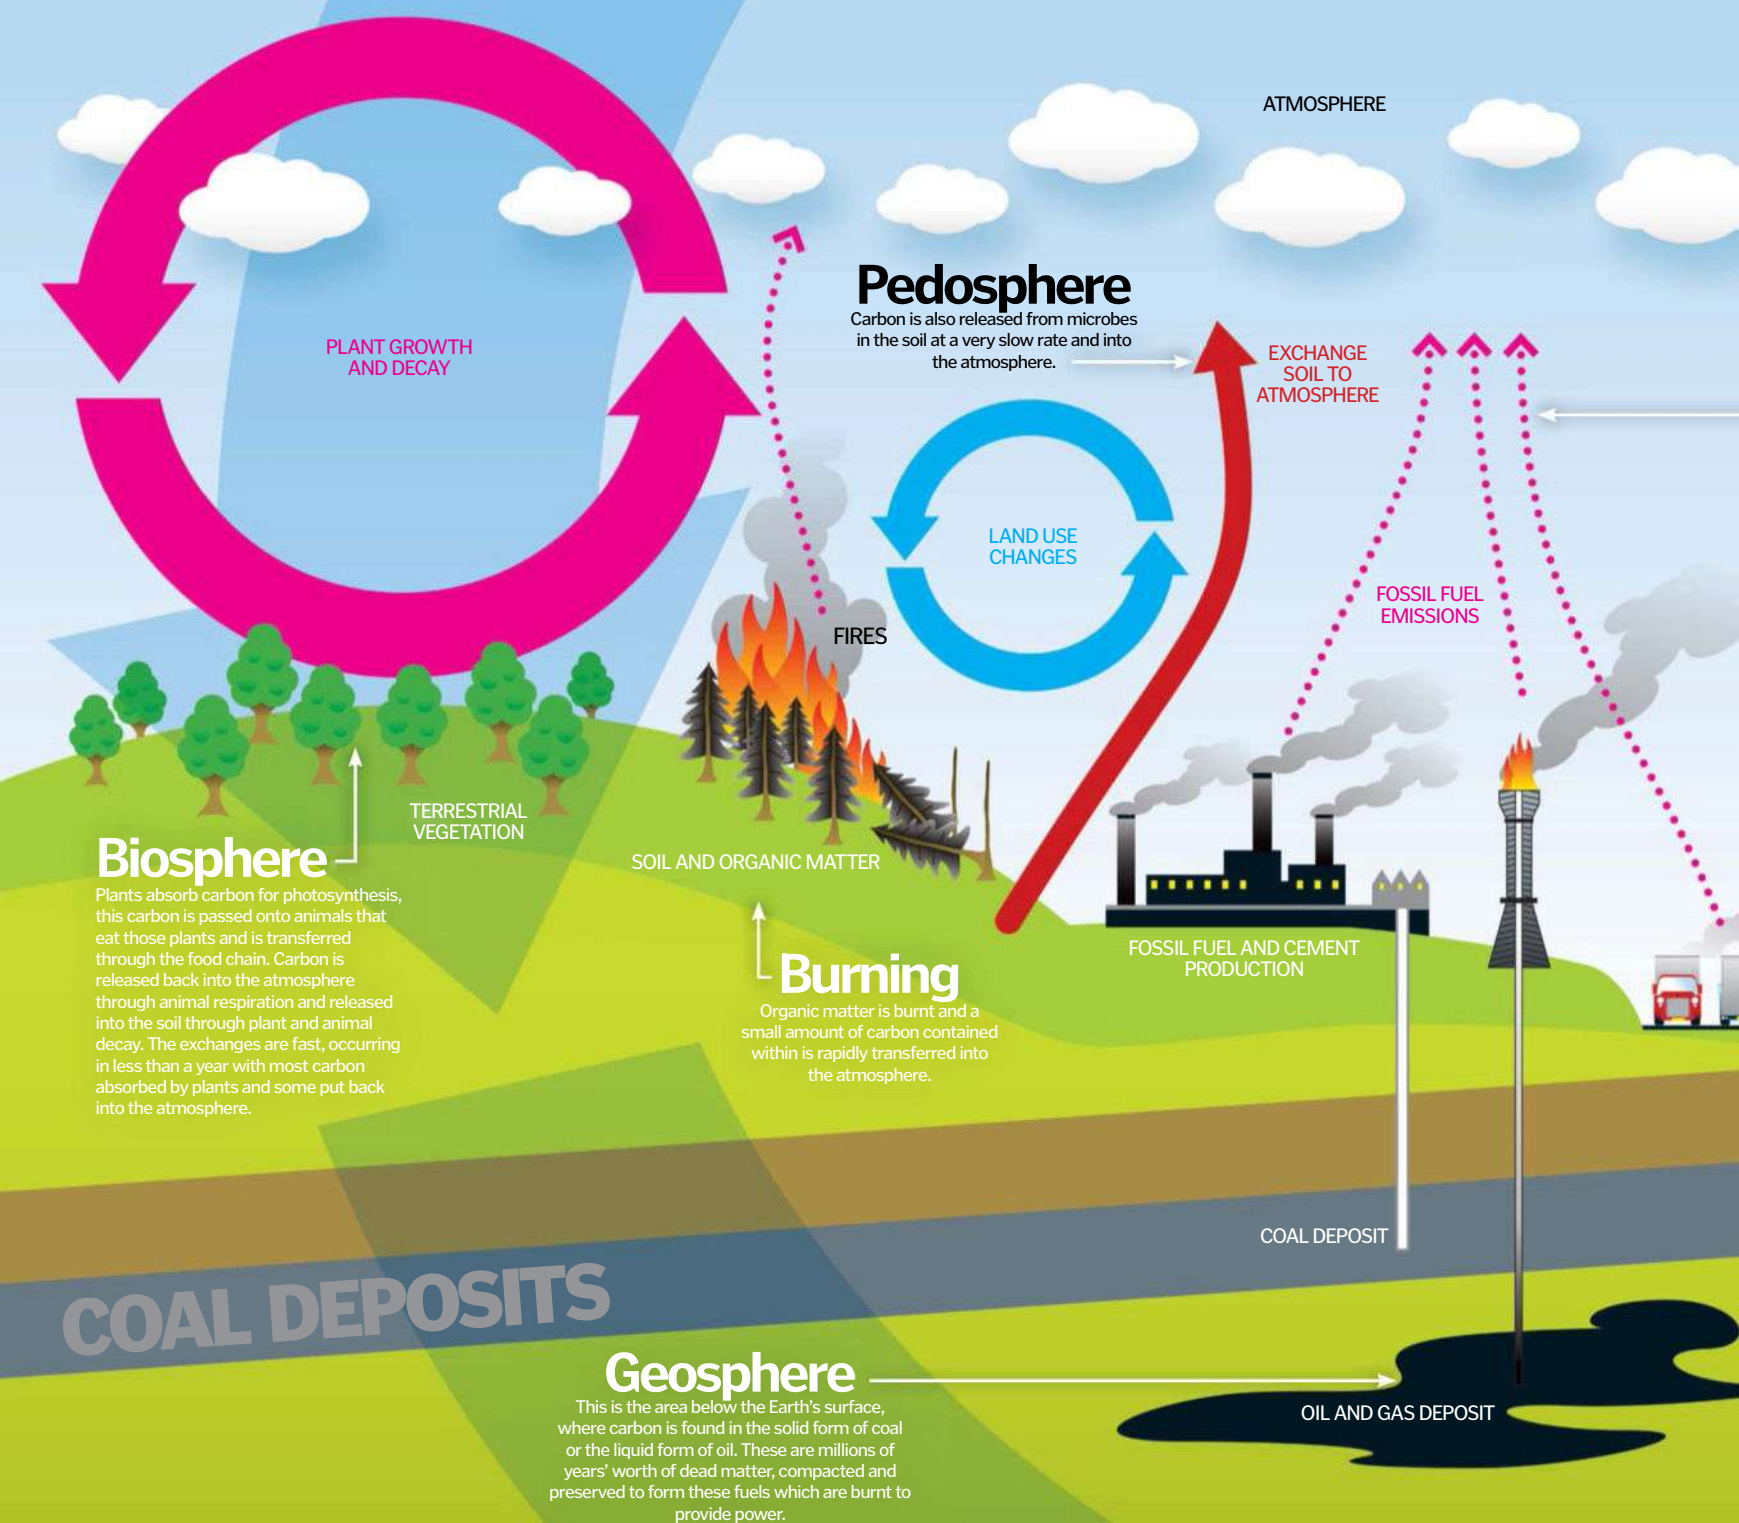 ATMOSPHERE
PLANT GROWTH
AND DECAY
Pedosphere
Carbon is also released from microbes
in the soil at a very slow rate and into
the atmosphere.
EXCHANGE
SOIL TO
ATMOSPHERE
LAND USE
CHANGES
FOSSIL FUEL
EMISSIONS
FIRES
TERRESTRIAL
VEGETATION
Biosphere
Plants absorb carbon for photosynthesis,
this carbon is passed onto animals that
eat those plants and is transferred
through the food chain. Carbon is
released back into the atmosphere
through animal respiration and released
into the soil through plant and animal
decay. The exchanges are fast, occurring
in less than a year with most carbon
absorbed by plants and some put back
into the atmosphere.
SOIL AND ORGANIC MATTER
Burning
Organic matter is burnt and a
small amount of carbon contained
within is rapidly transferred into
the atmosphere.
FOSSIL FUEL AND CEMENT
PRODUCTION
COAL DEPOSIT
COAL DEPOSITS
Geosphere
This is the area below the Earth's surface,
where carbon is found in the solid form of coal
or the liquid form of oil. These are millions of
years' worth of dead matter, compacted and
preserved to form these fuels which are burnt to
provide power.
OIL AND GAS DEPOSIT